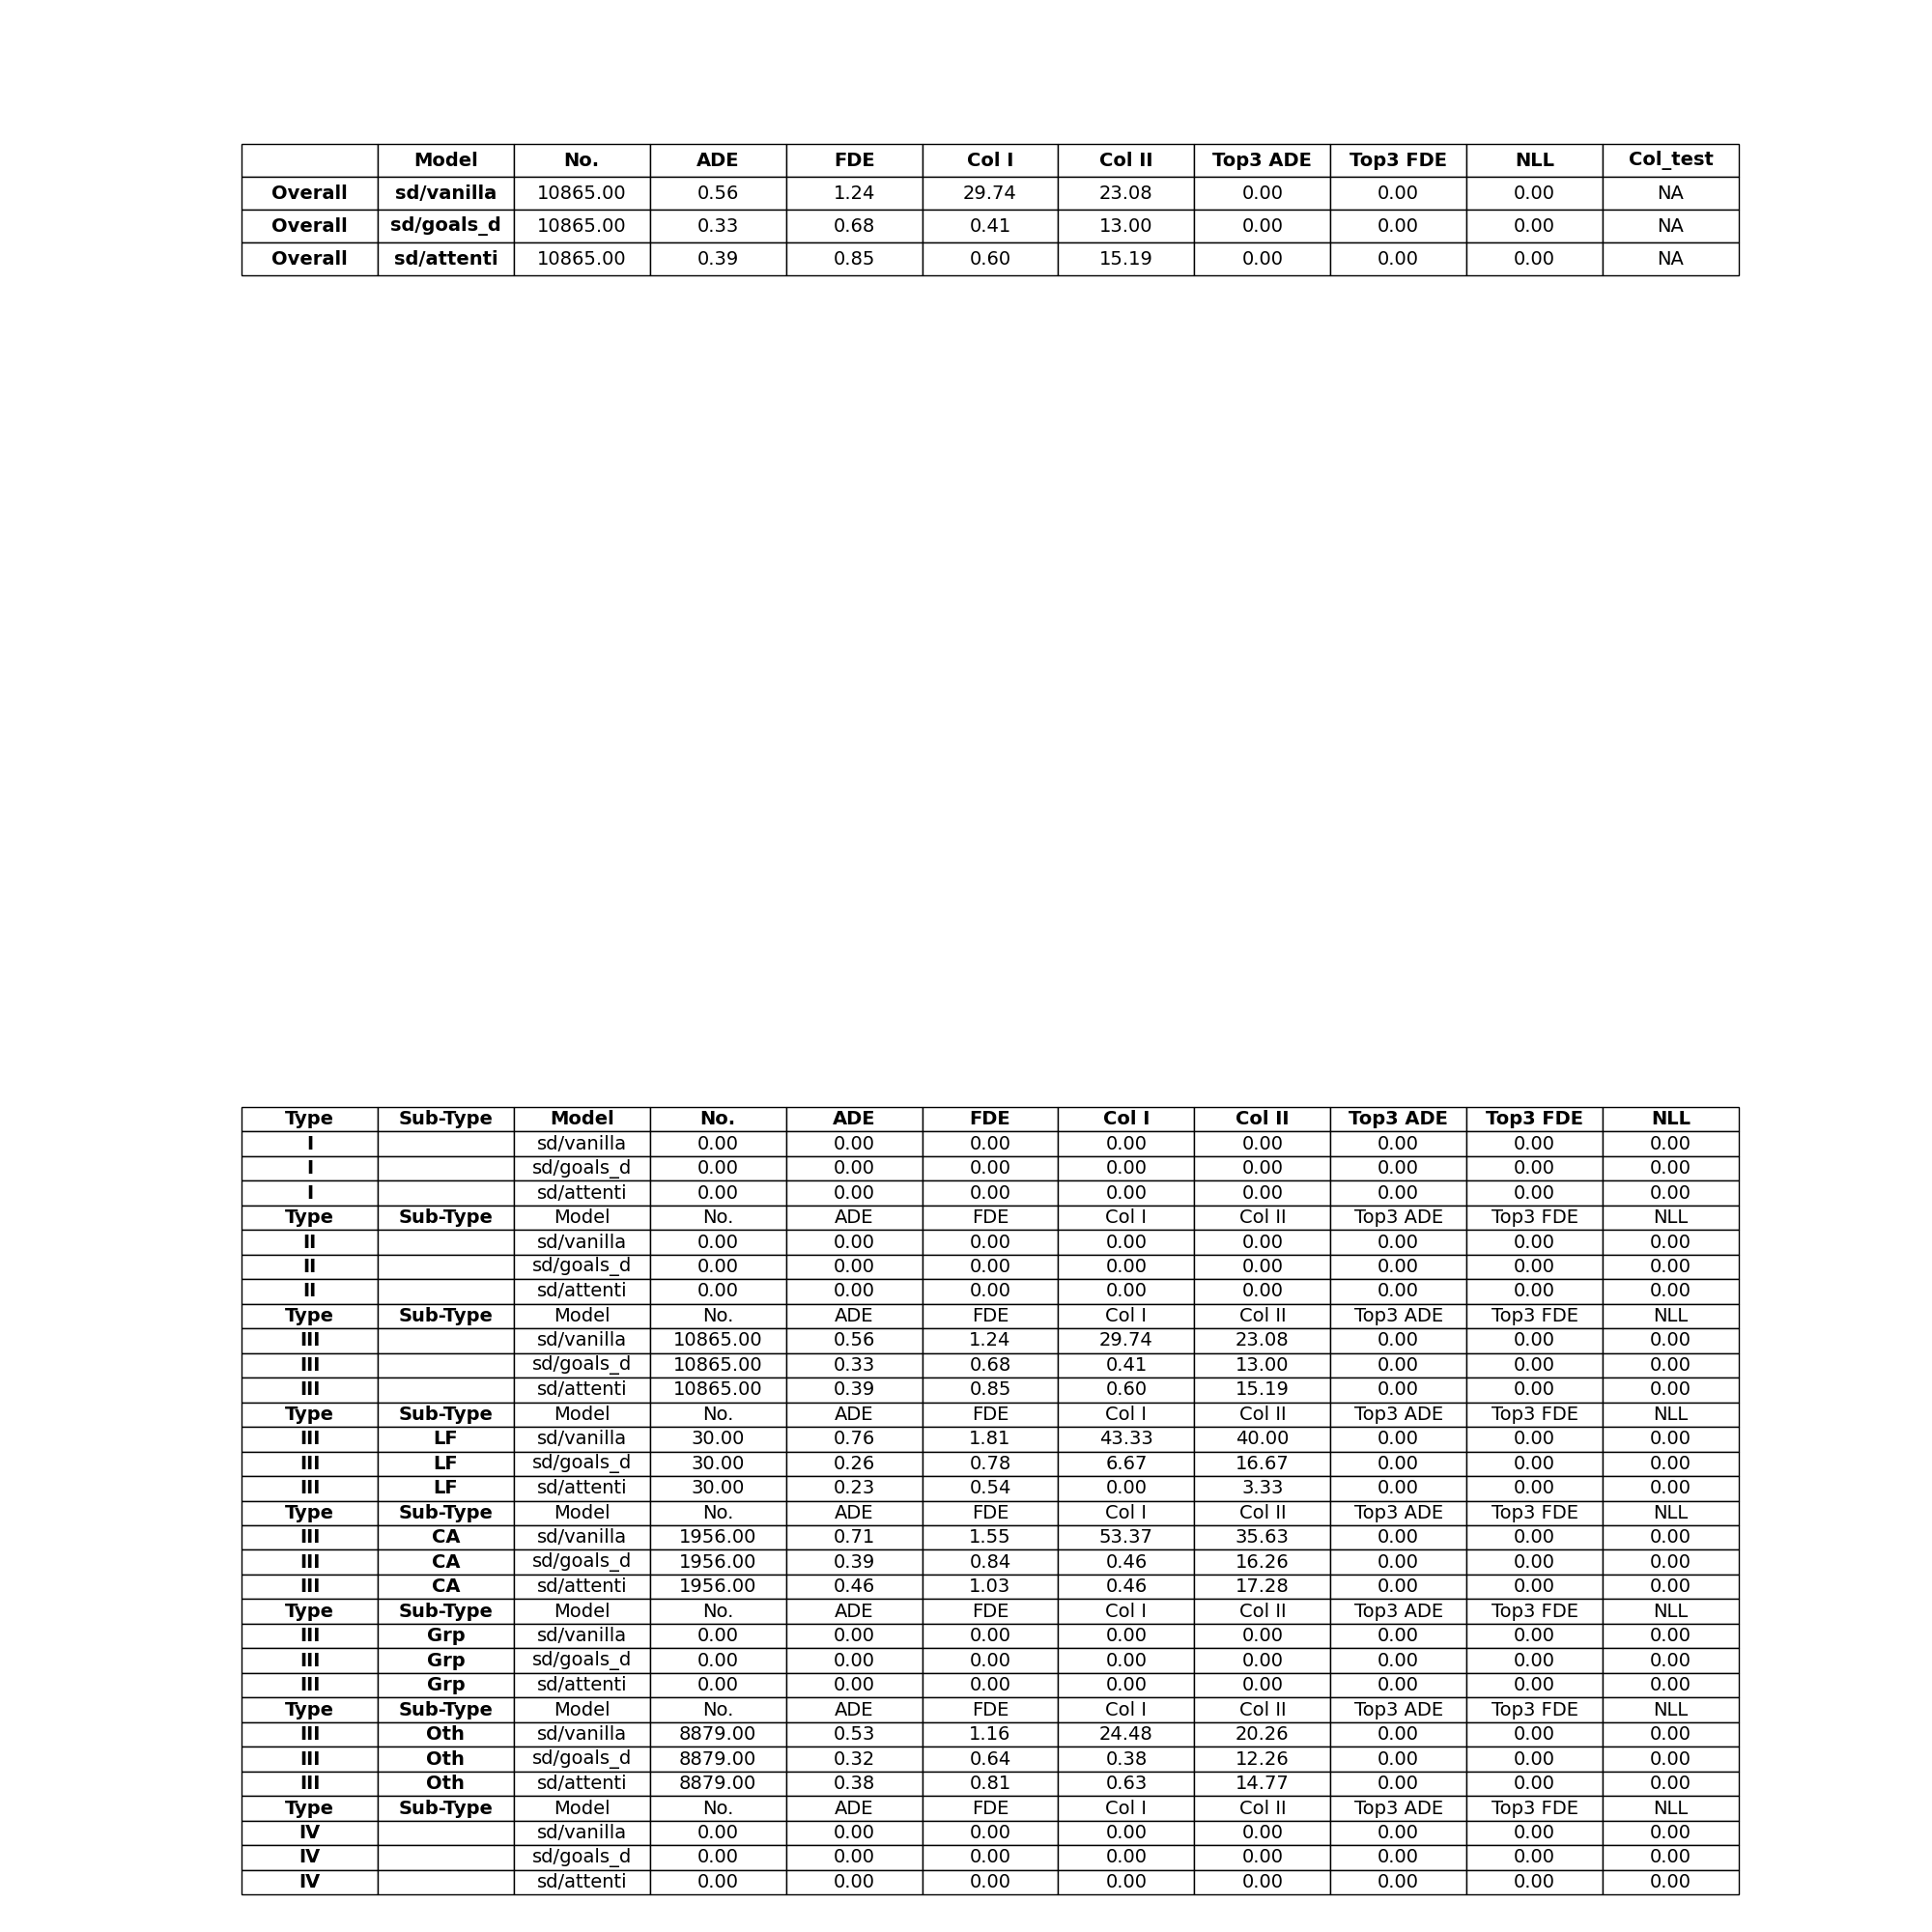 Model No. ADE FDE Col I Col II Top3 ADE Top3 FDE NLL Col_test
Overall sd/vanilla 10865.00 0.56 1.24 29.74 23.08 0.00 0.00 0.00 NA
Overall sd/goals_d 10865.00 0.33 0.68 0.41 13.00 0.00 0.00 0.00 NA
Overall sd/attenti 10865.00 0.39 0.85 0.60 15.19 0.00 0.00 0.00 NA
Type Sub-Type Model No. ADE FDE Col I Col II Top3 ADE Top3 FDE NLL
I sd/vanilla 0.00 0.00 0.00 0.00 0.00 0.00 0.00 0.00
I sd/goals_d 0.00 0.00 0.00 0.00 0.00 0.00 0.00 0.00
I sd/attenti 0.00 0.00 0.00 0.00 0.00 0.00 0.00 0.00
Type Sub-Type Model No. ADE FDE Col I Col II Top3 ADE Top3 FDE NLL
II sd/vanilla 0.00 0.00 0.00 0.00 0.00 0.00 0.00 0.00
II sd/goals_d 0.00 0.00 0.00 0.00 0.00 0.00 0.00 0.00
II sd/attenti 0.00 0.00 0.00 0.00 0.00 0.00 0.00 0.00
Type Sub-Type Model No. ADE FDE Col I Col II Top3 ADE Top3 FDE NLL
III sd/vanilla 10865.00 0.56 1.24 29.74 23.08 0.00 0.00 0.00
III sd/goals_d 10865.00 0.33 0.68 0.41 13.00 0.00 0.00 0.00
III sd/attenti 10865.00 0.39 0.85 0.60 15.19 0.00 0.00 0.00
Type Sub-Type Model No. ADE FDE Col I Col II Top3 ADE Top3 FDE NLL
III LF sd/vanilla 30.00 0.76 1.81 43.33 40.00 0.00 0.00 0.00
III LF sd/goals_d 30.00 0.26 0.78 6.67 16.67 0.00 0.00 0.00
III LF sd/attenti 30.00 0.23 0.54 0.00 3.33 0.00 0.00 0.00
Type Sub-Type Model No. ADE FDE Col I Col II Top3 ADE Top3 FDE NLL
III CA sd/vanilla 1956.00 0.71 1.55 53.37 35.63 0.00 0.00 0.00
III CA sd/goals_d 1956.00 0.39 0.84 0.46 16.26 0.00 0.00 0.00
III CA sd/attenti 1956.00 0.46 1.03 0.46 17.28 0.00 0.00 0.00
Type Sub-Type Model No. ADE FDE Col I Col II Top3 ADE Top3 FDE NLL
III Grp sd/vanilla 0.00 0.00 0.00 0.00 0.00 0.00 0.00 0.00
III Grp sd/goals_d 0.00 0.00 0.00 0.00 0.00 0.00 0.00 0.00
III Grp sd/attenti 0.00 0.00 0.00 0.00 0.00 0.00 0.00 0.00
Type Sub-Type Model No. ADE FDE Col I Col II Top3 ADE Top3 FDE NLL
III Oth sd/vanilla 8879.00 0.53 1.16 24.48 20.26 0.00 0.00 0.00
III Oth sd/goals_d 8879.00 0.32 0.64 0.38 12.26 0.00 0.00 0.00
III Oth sd/attenti 8879.00 0.38 0.81 0.63 14.77 0.00 0.00 0.00
Type Sub-Type Model No. ADE FDE Col I Col II Top3 ADE Top3 FDE NLL
IV sd/vanilla 0.00 0.00 0.00 0.00 0.00 0.00 0.00 0.00
IV sd/goals_d 0.00 0.00 0.00 0.00 0.00 0.00 0.00 0.00
IV sd/attenti 0.00 0.00 0.00 0.00 0.00 0.00 0.00 0.00